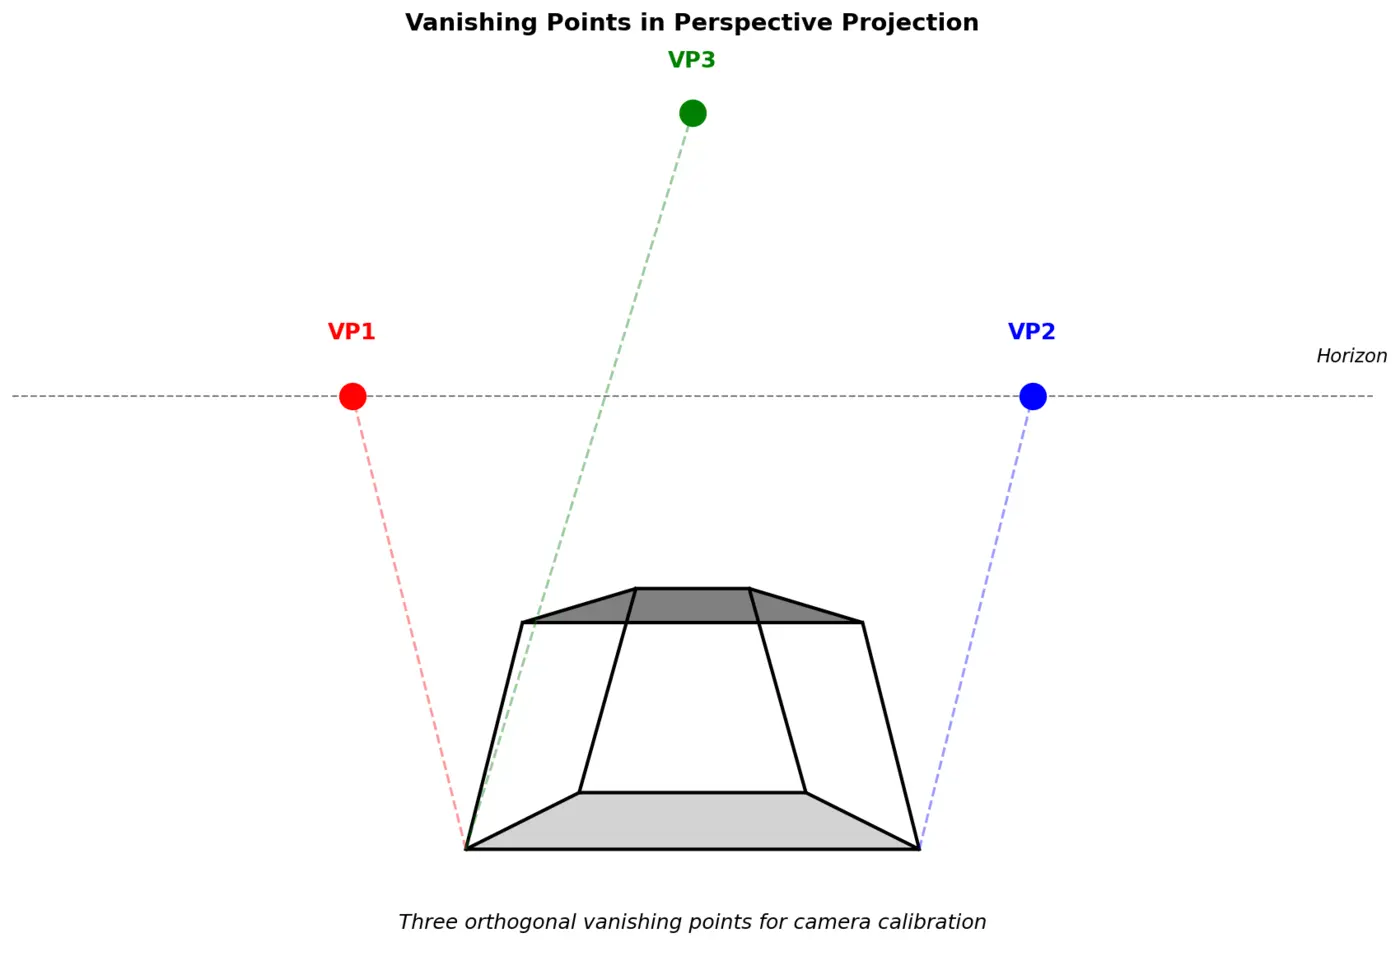 Vanishing Points in Perspective Projection
VP3
VP1
VP2
Horizon
Three orthogonal vanishing points for camera calibration